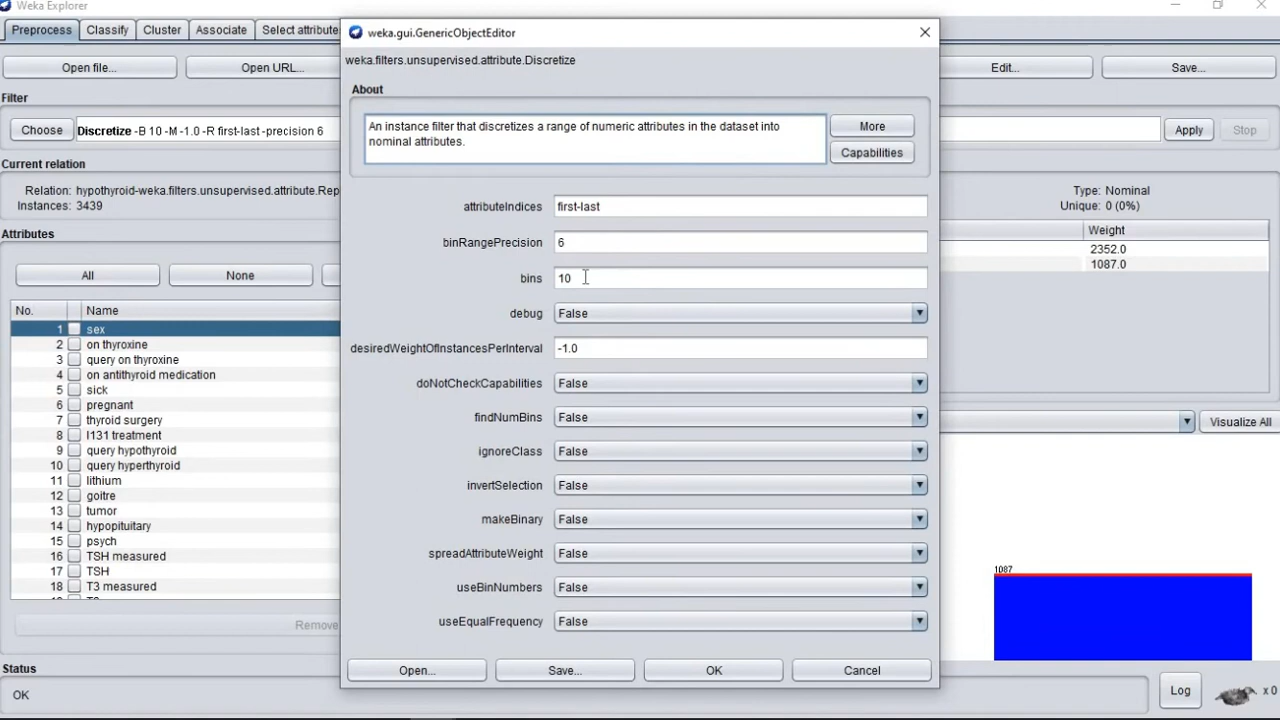 Weka Explorer
Preprocess Classify Cluster Associate Select attribute
Open file... Open URL... Edit... Save...
Filter
Choose Discretize -B 10 -M -1.0 -R first-last -precision 6 Apply Stop
Current relation
Relation: hypothyroid-weka.filters.unsupervised.attribute.Rep
Instances: 3439
Attributes
All None
No. Name
1 sex
2 on thyroxine
3 query on thyroxine
4 on antithyroid medication
5 sick
6 pregnant
7 thyroid surgery
8 I131 treatment
9 query hypothyroid
10 query hyperthyroid
11 lithium
12 goitre
13 tumor
14 hypopituitary
15 psych
16 TSH measured
17 TSH
18 T3 measured
Remove
Status
OK
weka.gui.GenericObjectEditor
weka.filters.unsupervised.attribute.Discretize
About
An instance filter that discretizes a range of numeric attributes in the dataset into
nominal attributes.
More
Capabilities
attributeIndices first-last
binRangePrecision 6
bins 10
debug False
desiredWeightOfInstancesPerInterval -1.0
doNotCheckCapabilities False
findNumBins False
ignoreClass False
invertSelection False
makeBinary False
spreadAttributeWeight False
useBinNumbers False
useEqualFrequency False
Open... Save... OK Cancel
Type: Nominal
Unique: 0 (0%)
Weight
2352.0
1087.0
Visualize All
1087
Log x 0